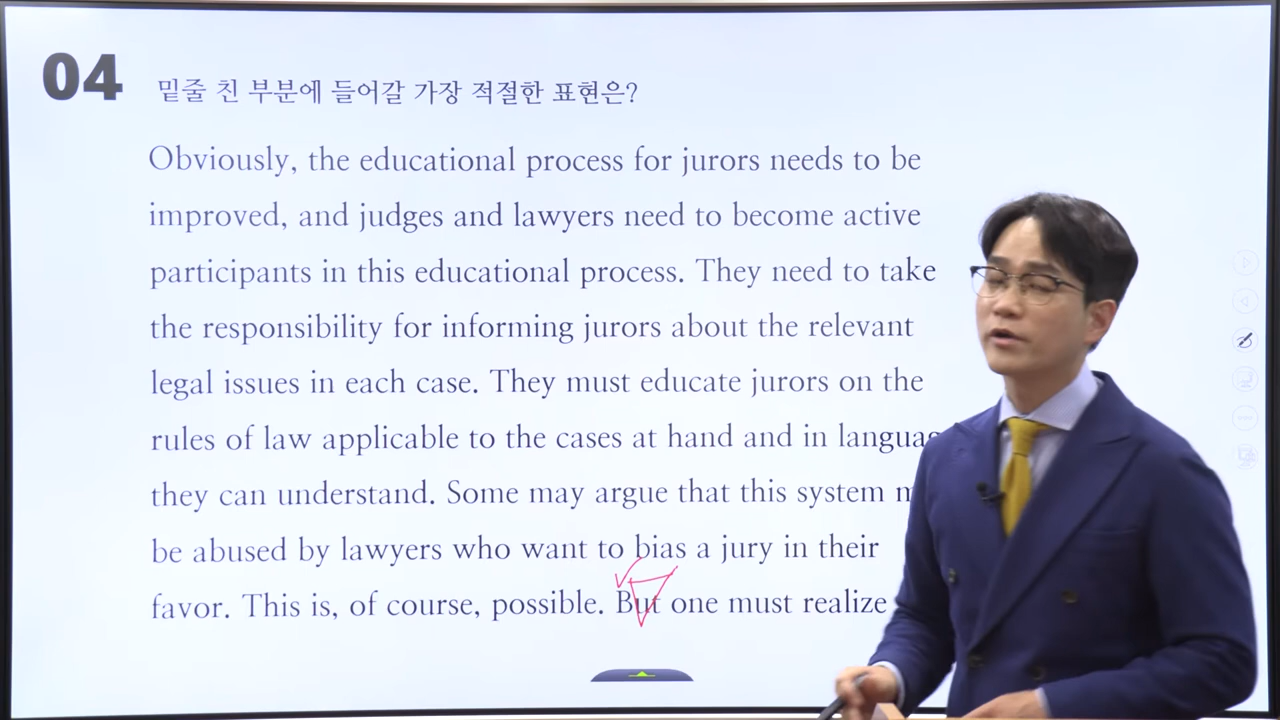 04
밑줄 친 부분에 들어갈 가장 적절한 표현은?
Obviously, the educational process for jurors needs to be
improved, and judges and lawyers need to become active
participants in this educational process. They need to take
the responsibility for informing jurors about the relevant
legal issues in each case. They must educate jurors on the
rules of law applicable to the cases at hand and in
they can understand. Some may argue that this system
be abused by lawyers who want to bias a jury in their
favor. This is, of course, possible. But one must realize